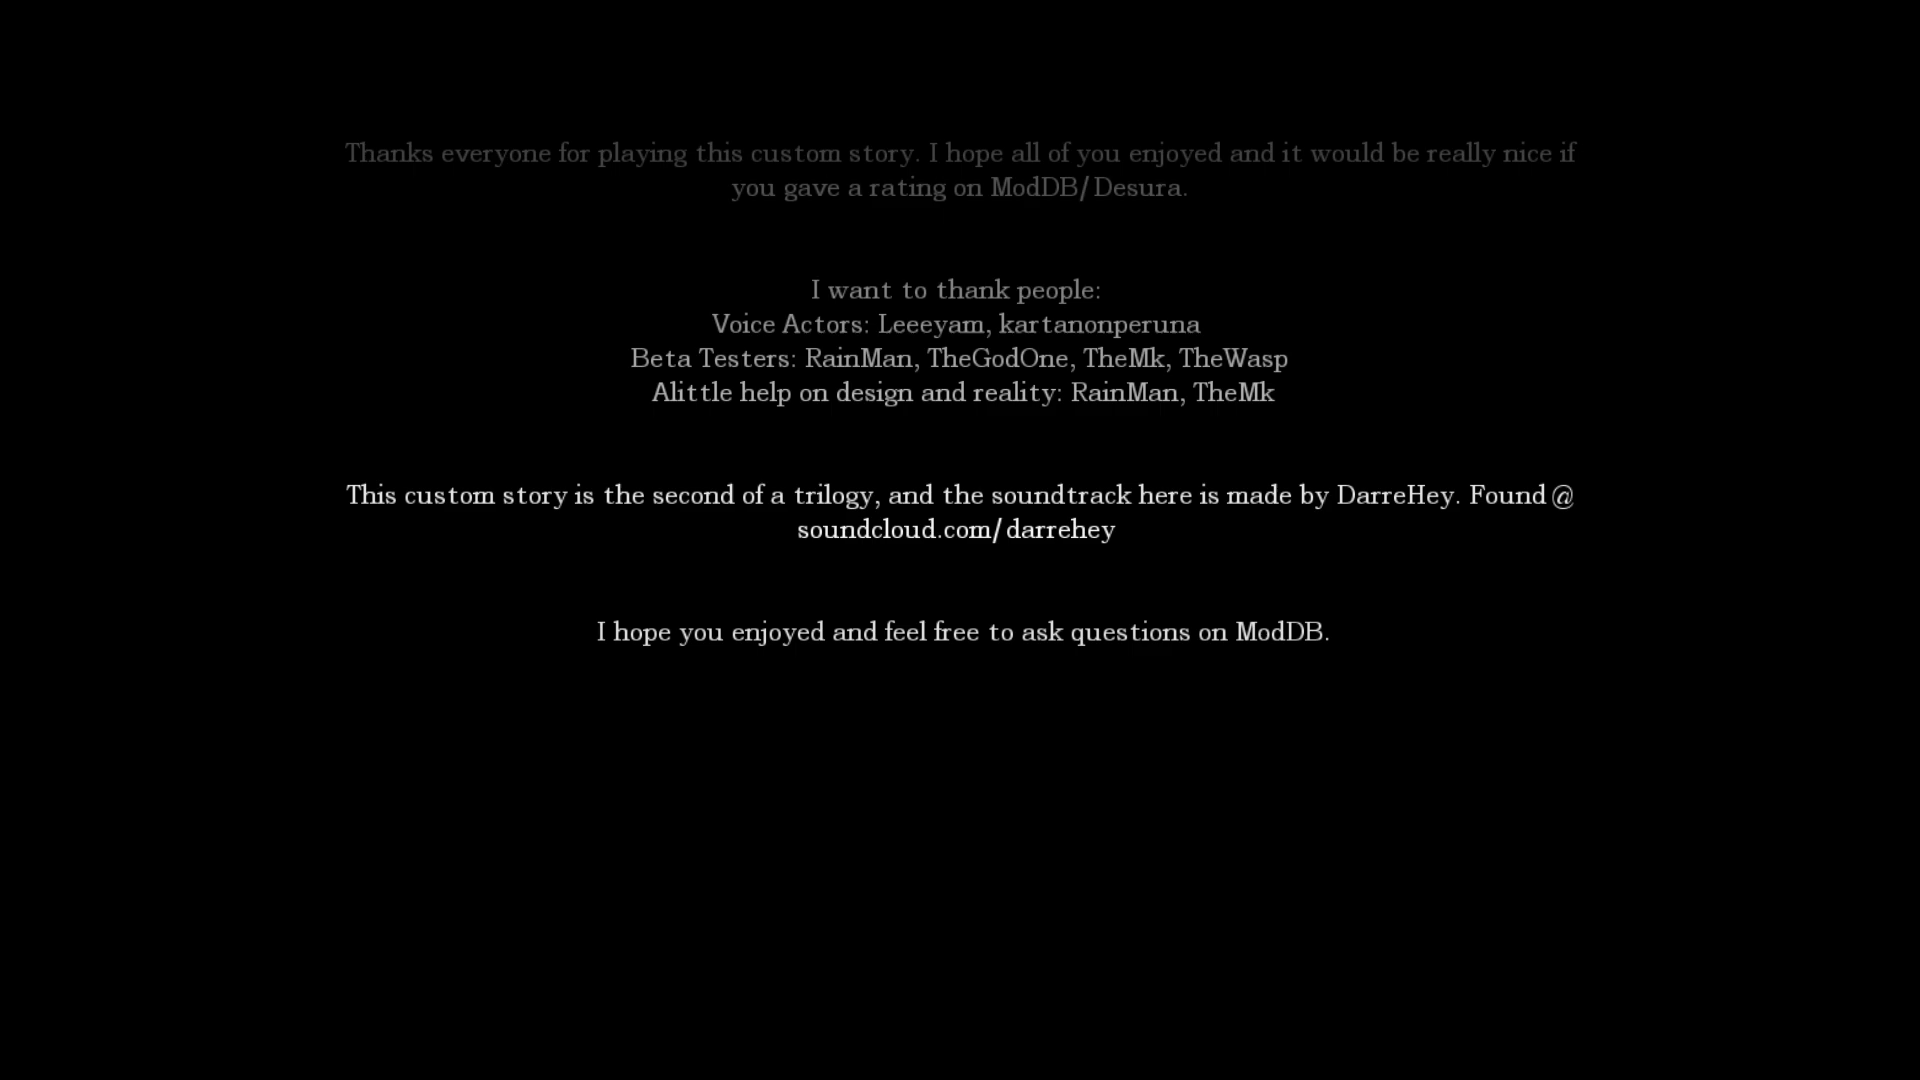 Thanks everyone for playing this custom story. I hope all of you enjoyed and it would be really nice if
you gave a rating on ModDB/Desura.
I want to thank people:
Voice Actors: Leeeyam, kartanonperuna
Beta Testers: RainMan, TheGodOne, TheMk, TheWasp
Alittle help on design and reality: RainMan, TheMk
This custom story is the second of a trilogy, and the soundtrack here is made by DarreHey. Found @
soundcloud.com/darrehey
I hope you enjoyed and feel free to ask questions on ModDB.